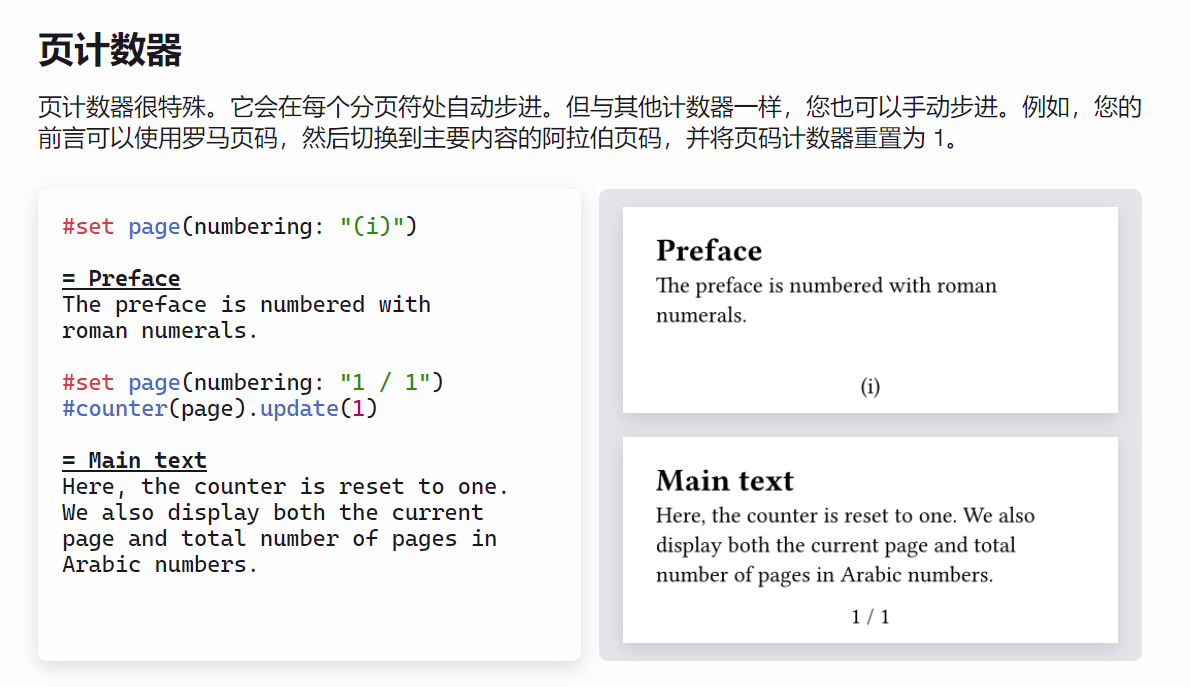 页计数器
页计数器很特殊。它会在每个分页符处自动步进。但与其他计数器一样，您也可以手动步进。例如，您的
前言可以使用罗马页码，然后切换到主要内容的阿拉伯页码，并将页码计数器重置为 1。
#set page(numbering: "(i)")
= Preface
The preface is numbered with
roman numerals.
#set page(numbering: "1 / 1")
#counter(page).update(1)
= Main text
Here, the counter is reset to one.
We also display both the current
page and total number of pages in
Arabic numbers.
Preface
The preface is numbered with roman
numerals.
(i)
Main text
Here, the counter is reset to one. We also
display both the current page and total
number of pages in Arabic numbers.
1 / 1